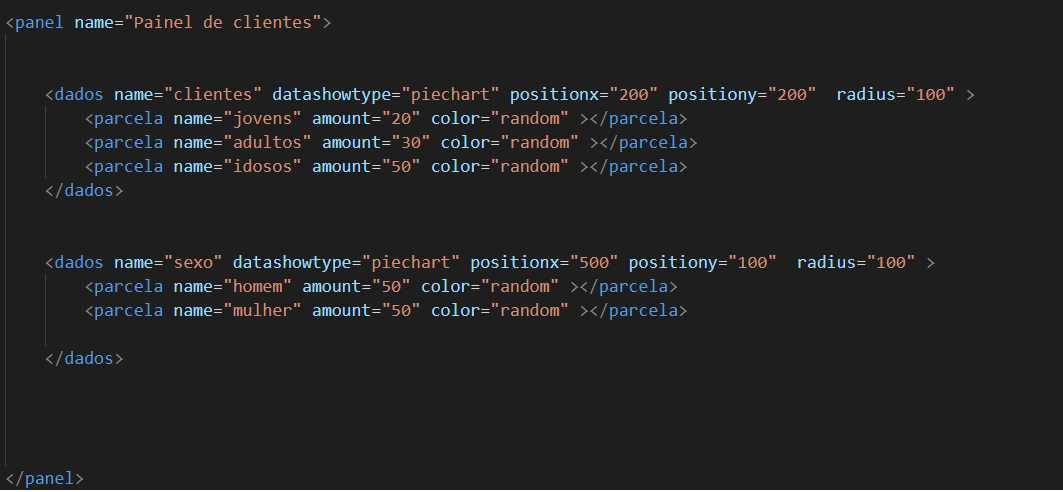 <panel name="Painel de clientes">
<dados name="clientes" datashowtype="piechart" positionx="200" positiony="200"  radius="100" >
<parcela name="jovens" amount="20" color="random" ></parcela>
<parcela name="adultos" amount="30" color="random" ></parcela>
<parcela name="idosos" amount="50" color="random" ></parcela>
</dados>
<dados name="sexo" datashowtype="piechart" positionx="500" positiony="100"  radius="100" >
<parcela name="homem" amount="50" color="random" ></parcela>
<parcela name="mulher" amount="50" color="random" ></parcela>
</dados>
</panel>